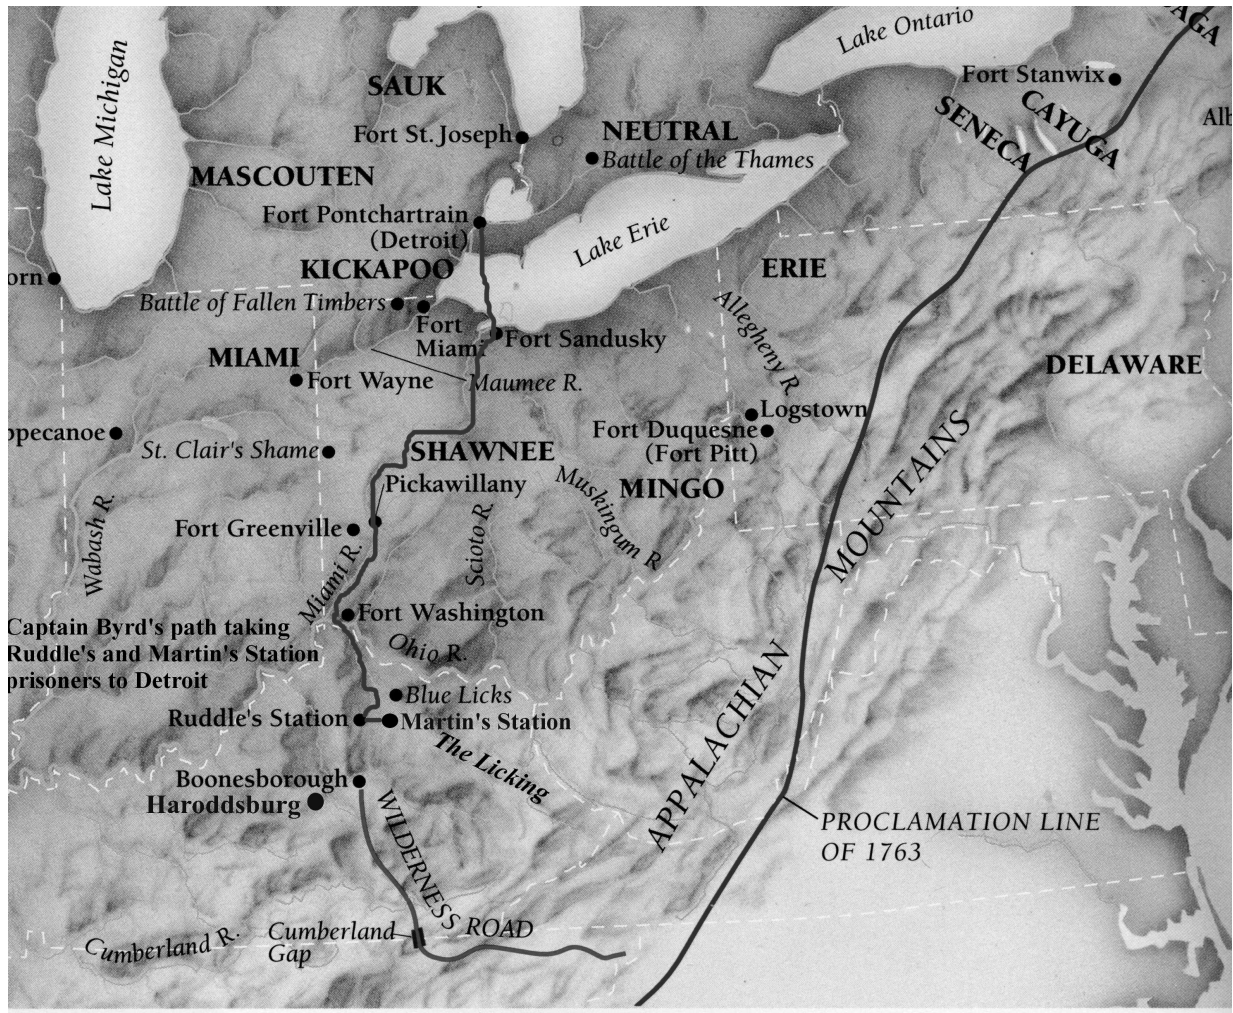 Lake Michigan
Lake Ontario
AGA
SAUK
Fort Stanwix
CAYUGA
SENECA
Alb
Fort St. Joseph
NEUTRAL
Battle of the Thames
MASCOUTEN
Fort Pontchartrain
(Detroit)
Lake Erie
KICKAPOO
ERIE
orn
Battle of Fallen Timbers
Fort
Miami
Fort Sandusky
Allegheny R.
MIAMI
DELAWARE
Fort Wayne
Maumee R.
Logstown
Fort Duquesne
(Fort Pitt)
ppecanoe
St. Clair's Shame
SHAWNEE
Pickawillany
Muskingum R
MINGO
Wabash R.
Fort Greenville
Scioto R.
Miami R.
Fort Washington
Captain Byrd's path taking
Ruddle's and Martin's Station
prisoners to Detroit
Ohio R.
Blue Licks
Ruddle's Station
Martin's Station
The Licking
APPALACHIAN MOUNTAINS
Boonesborough
Haroddsburg
WILDERNESS ROAD
PROCLAMATION LINE
OF 1763
Cumberland R.
Cumberland
Gap